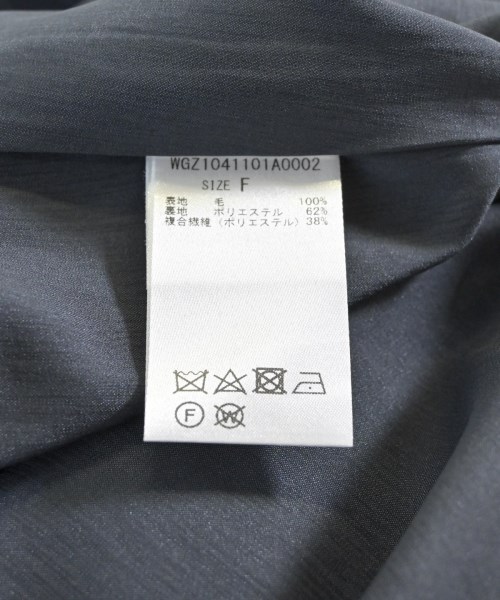 WGZ1041101A0002
SIZE F
表地 毛 100%
裏地 ポリエステル 62%
複合繊維(ポリエステル) 38%
F
W